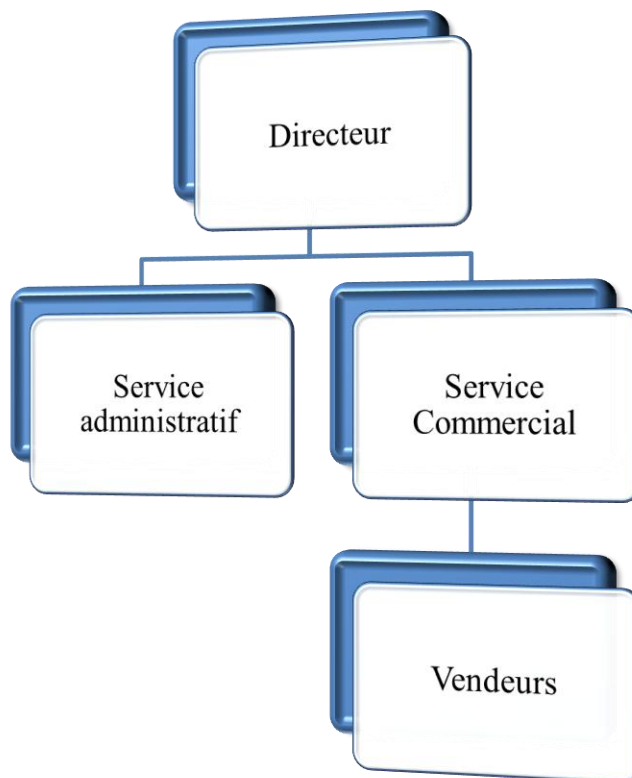 Directeur
Service
administratif
Service
Commercial
Vendeurs